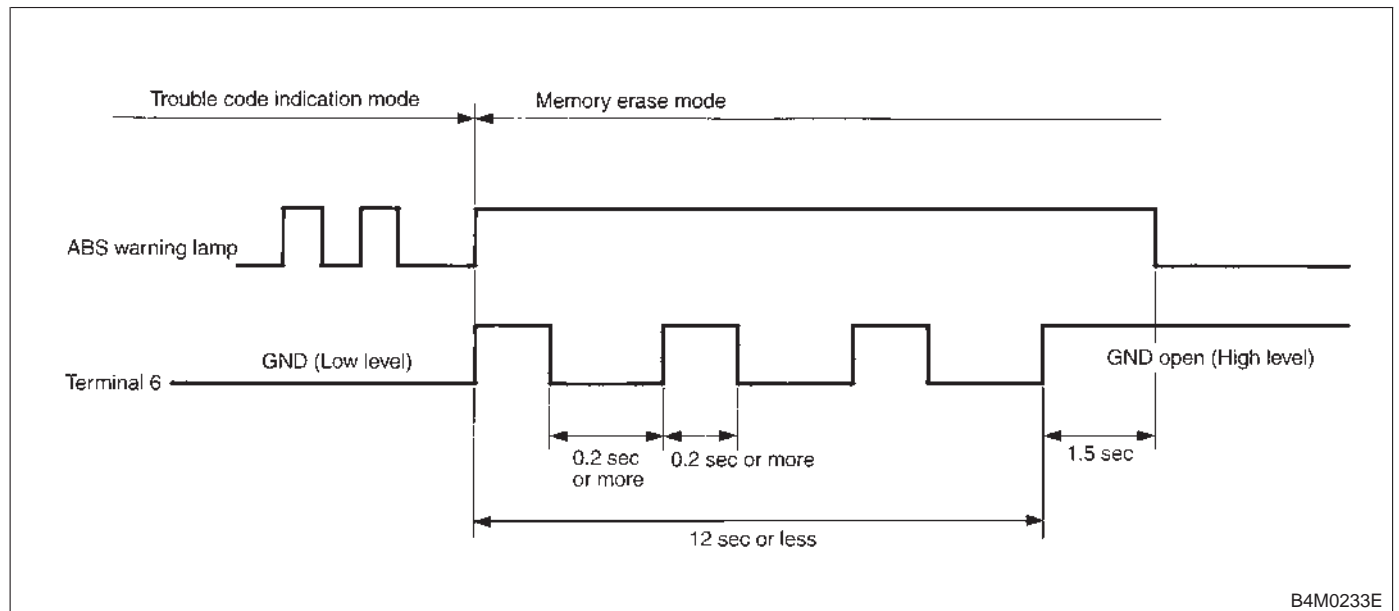 Trouble code indication mode
Memory erase mode
ABS warning lamp
GND (Low level)
GND open (High level)
Terminal 6
0.2 sec
or more
0.2 sec or more
1.5 sec
12 sec or less
B4M0233E